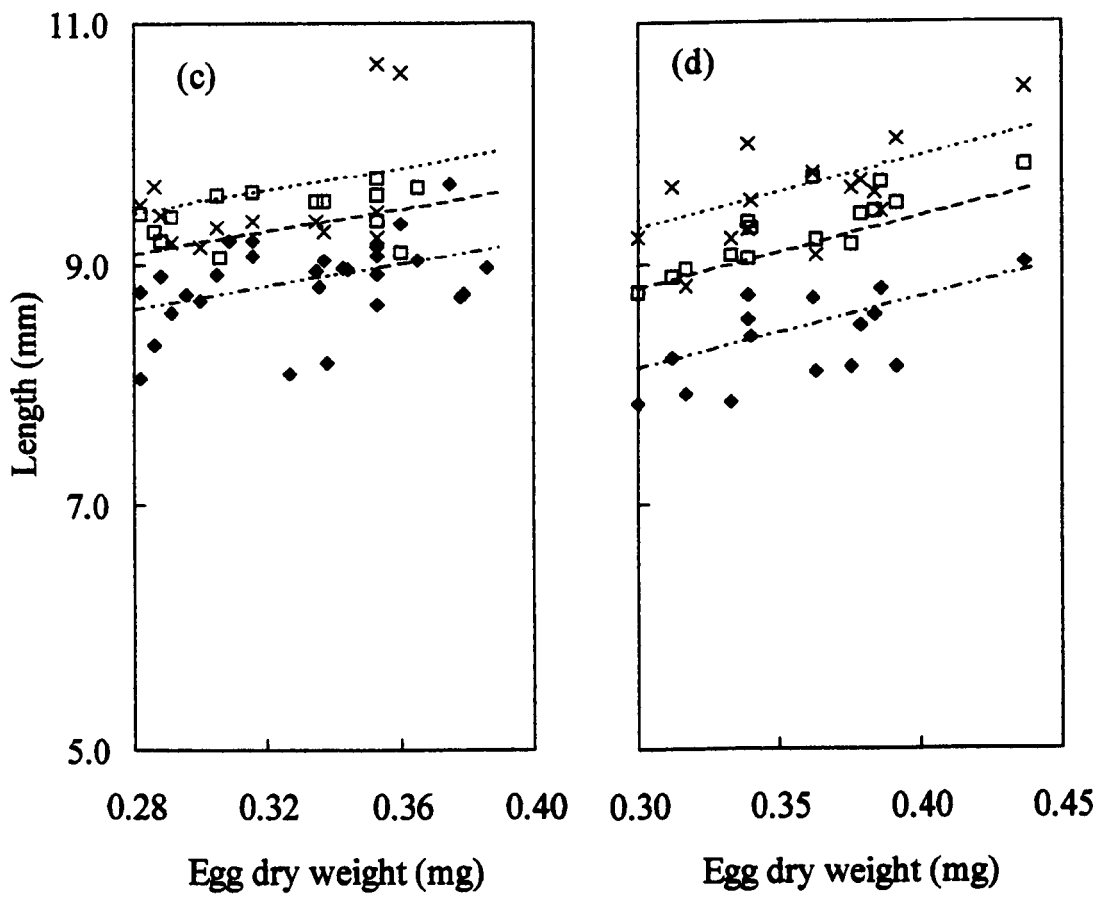 11.0
9.0
7.0
5.0
Length (mm)
(c)
(d)
0.28 0.32 0.36 0.40
0.30 0.35 0.40 0.45
Egg dry weight (mg)
Egg dry weight (mg)